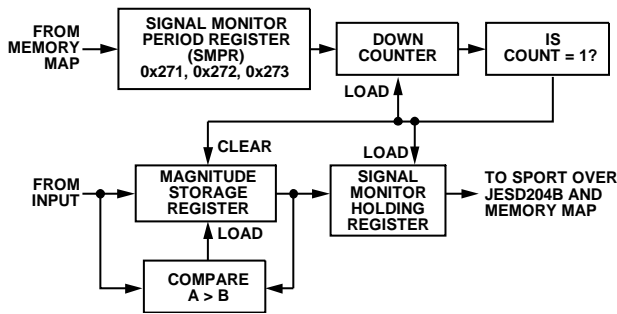 FROM
MEMORY
MAP
SIGNAL MONITOR
PERIOD REGISTER
(SMPR)
0x271, 0x272, 0x273
DOWN
COUNTER
IS
COUNT = 1?
LOAD
CLEAR
LOAD
FROM
INPUT
MAGNITUDE
STORAGE
REGISTER
SIGNAL
MONITOR
HOLDING
REGISTER
TO SPORT OVER
JESD204B AND
MEMORY MAP
LOAD
COMPARE
A > B